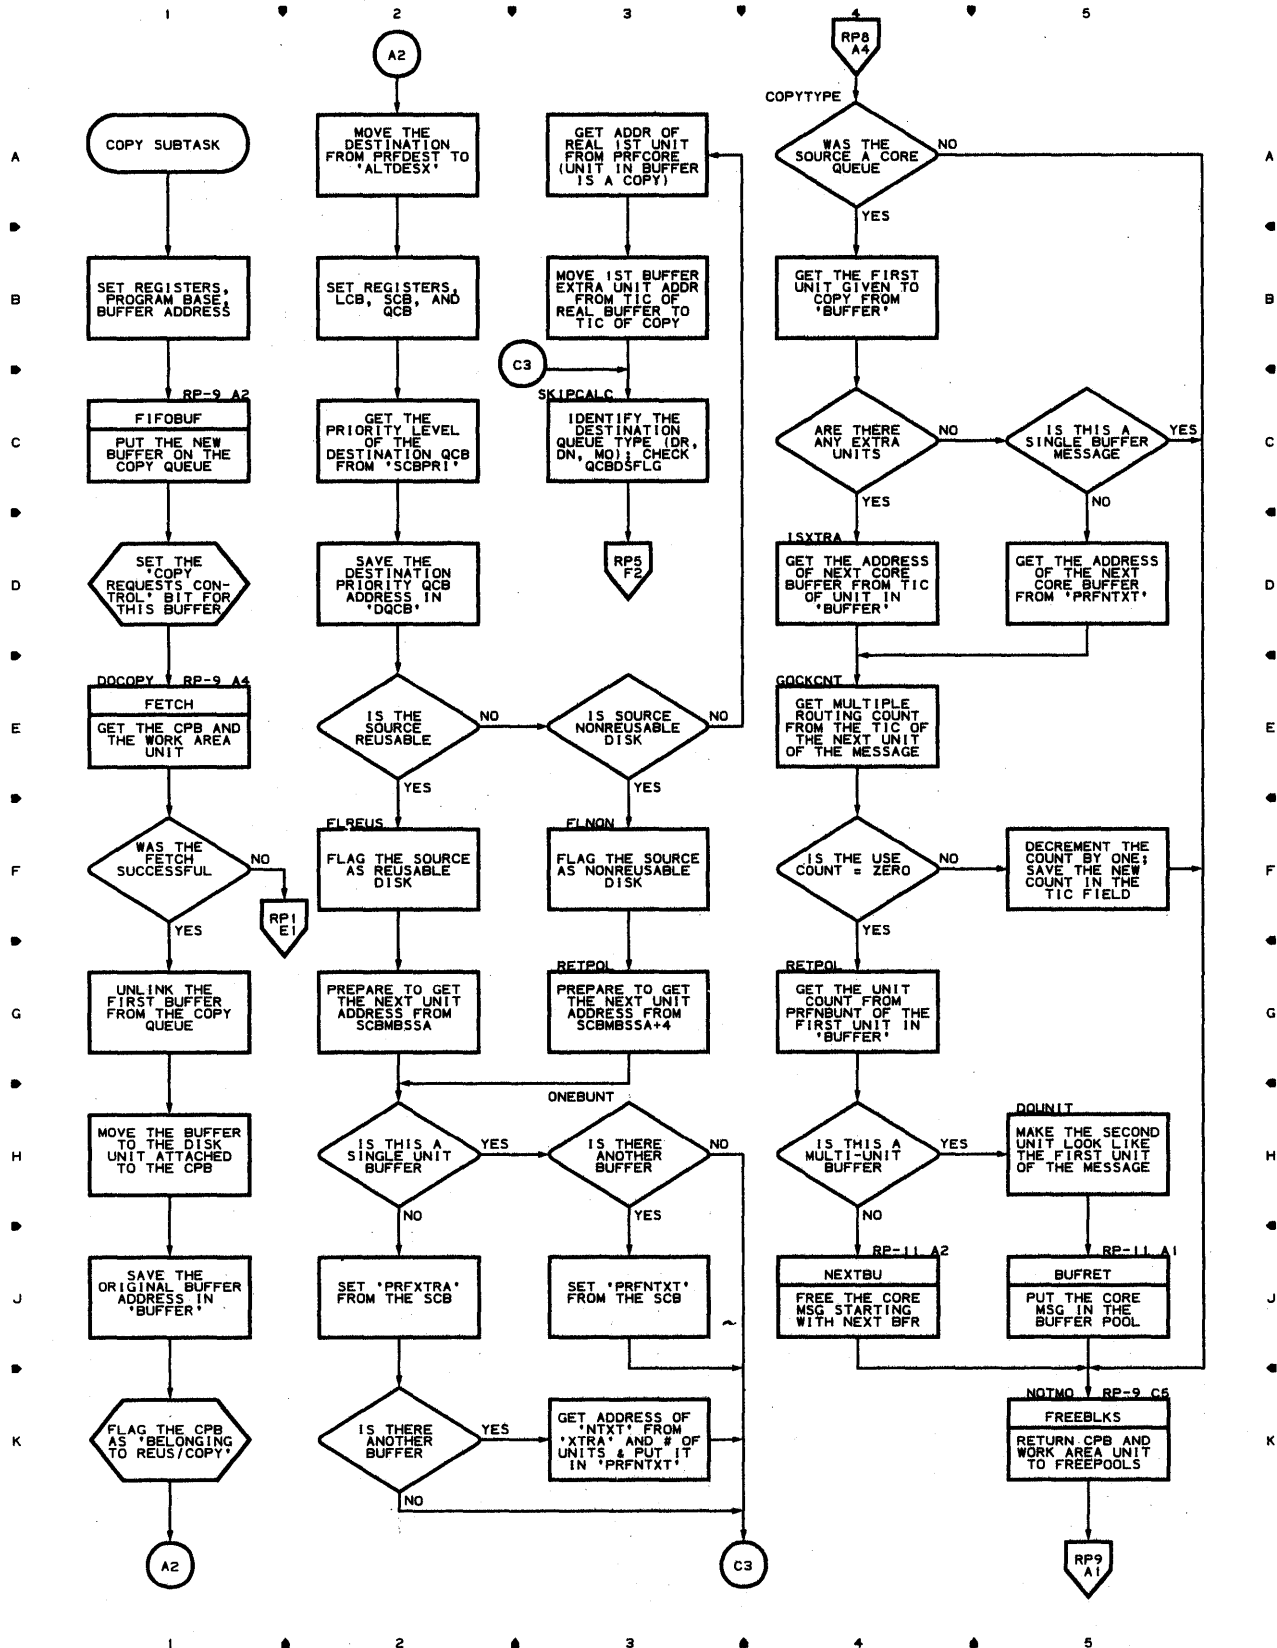 1 2 3 4 5
A2
RP8
A4
COPYTYPE
A
COPY SUBTASK
MOVE THE
DESTINATION
FROM PRFDEST TO
'ALTDESX'
GET ADDR OF
REAL 1ST UNIT
FROM PRFCORE
(UNIT IN BUFFER
IS A COPY)
WAS THE
SOURCE A CORE
QUEUE
NO
YES
A
B
SET REGISTERS,
PROGRAM BASE,
BUFFER ADDRESS
SET REGISTERS,
LCB, SCB, AND
QCB
MOVE 1ST BUFFER
EXTRA UNIT ADDR
FROM TIC OF
REAL BUFFER TO
TIC OF COPY
GET THE FIRST
UNIT GIVEN TO
COPY FROM
'BUFFER'
B
C3
C
RP-9 A2
FIFOBUF
PUT THE NEW
BUFFER ON THE
COPY QUEUE
GET THE
PRIORITY LEVEL
OF THE
DESTINATION QCB
FROM 'SCBPRI'
SKIPCALC
IDENTIFY THE
DESTINATION
QUEUE TYPE (DR,
DN, MO); CHECK
QCBDSFLG
ARE THERE
ANY EXTRA
UNITS
NO
YES
IS THIS A
SINGLE BUFFER
MESSAGE
YES
NO
C
D
SET THE
'COPY
REQUESTS CON-
TROL' BIT FOR
THIS BUFFER
SAVE THE
DESTINATION
PRIORITY QCB
ADDRESS IN
'DQCB'
RP5
F2
ISXTRA
GET THE ADDRESS
OF NEXT CORE
BUFFER FROM TIC
OF UNIT IN
'BUFFER'
GET THE ADDRESS
OF THE NEXT
CORE BUFFER
FROM 'PRFNTXT'
D
E
DOCOPY RP-9 A4
FETCH
GET THE CPB AND
THE WORK AREA
UNIT
IS THE
SOURCE
REUSABLE
NO
YES
IS SOURCE
NONREUSABLE
DISK
NO
YES
GOCKCNT
GET MULTIPLE
ROUTING COUNT
FROM THE TIC OF
THE NEXT UNIT
OF THE MESSAGE
E
F
WAS THE
FETCH
SUCCESSFUL
NO
YES
RP1
E1
FLREUS
FLAG THE SOURCE
AS REUSABLE
DISK
FLNON
FLAG THE SOURCE
AS NONREUSABLE
DISK
IS THE USE
COUNT = ZERO
NO
YES
DECREMENT THE
COUNT BY ONE;
SAVE THE NEW
COUNT IN THE
TIC FIELD
F
G
UNLINK THE
FIRST BUFFER
FROM THE COPY
QUEUE
PREPARE TO GET
THE NEXT UNIT
ADDRESS FROM
SCBMBSSA
RETPOL
PREPARE TO GET
THE NEXT UNIT
ADDRESS FROM
SCBMBSSA+4
RETPOL
GET THE UNIT
COUNT FROM
PRFNBUNT OF THE
FIRST UNIT IN
'BUFFER'
G
H
MOVE THE BUFFER
TO THE DISK
UNIT ATTACHED
TO THE CPB
IS THIS A
SINGLE UNIT
BUFFER
YES
NO
ONEBUNT
IS THERE
ANOTHER
BUFFER
NO
YES
IS THIS A
MULTI-UNIT
BUFFER
YES
NO
DOUNIT
MAKE THE SECOND
UNIT LOOK LIKE
THE FIRST UNIT
OF THE MESSAGE
H
J
SAVE THE
ORIGINAL BUFFER
ADDRESS IN
'BUFFER'
SET 'PRFXTRA'
FROM THE SCB
SET 'PRFNTXT'
FROM THE SCB
RP-11 A2
NEXTBU
FREE THE CORE
MSG STARTING
WITH NEXT BFR
RP-11 A1
BUFRET
PUT THE CORE
MSG IN THE
BUFFER POOL
J
K
FLAG THE CPB
AS 'BELONGING
TO REUS/COPY'
IS THERE
ANOTHER
BUFFER
YES
NO
GET ADDRESS OF
'NTXT' FROM
'XTRA' AND # OF
UNITS & PUT IT
IN 'PRFNTXT'
NOTMO RP-9 C5
FREEBLKS
RETURN CPB AND
WORK AREA UNIT
TO FREEPOOLS
K
A2
C3
RP9
A1
1 2 3 4 5